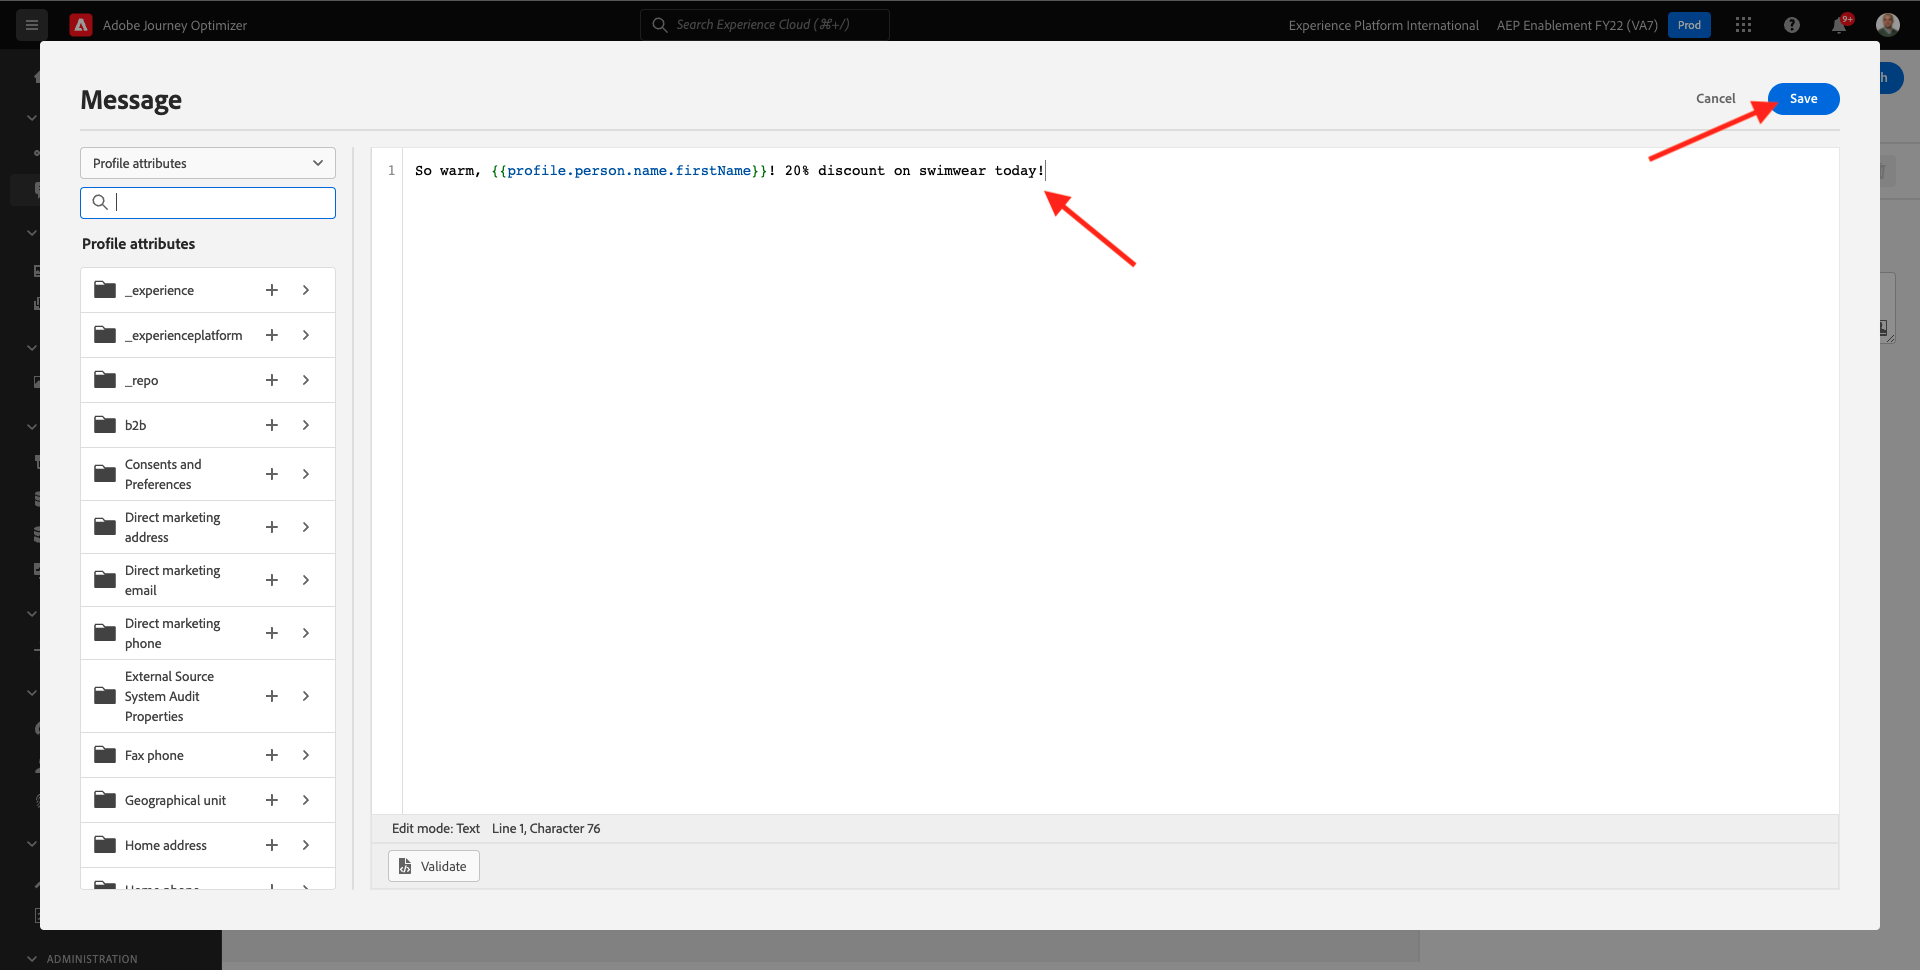 Adobe Journey Optimizer
Search Experience Cloud (⌘+/)
Experience Platform International
AEP Enablement FY22 (VA7)
Prod
9+
Message
Cancel
Save
h
Profile attributes
Profile attributes
_experience
_experienceplatform
_repo
b2b
Consents and
Preferences
Direct marketing
address
Direct marketing
email
Direct marketing
phone
External Source
System Audit
Properties
Fax phone
Geographical unit
Home address
Home phone
1
So warm, {{profile.person.name.firstName}}! 20% discount on swimwear today!
Edit mode: Text Line 1, Character 76
Validate
ADMINISTRATION